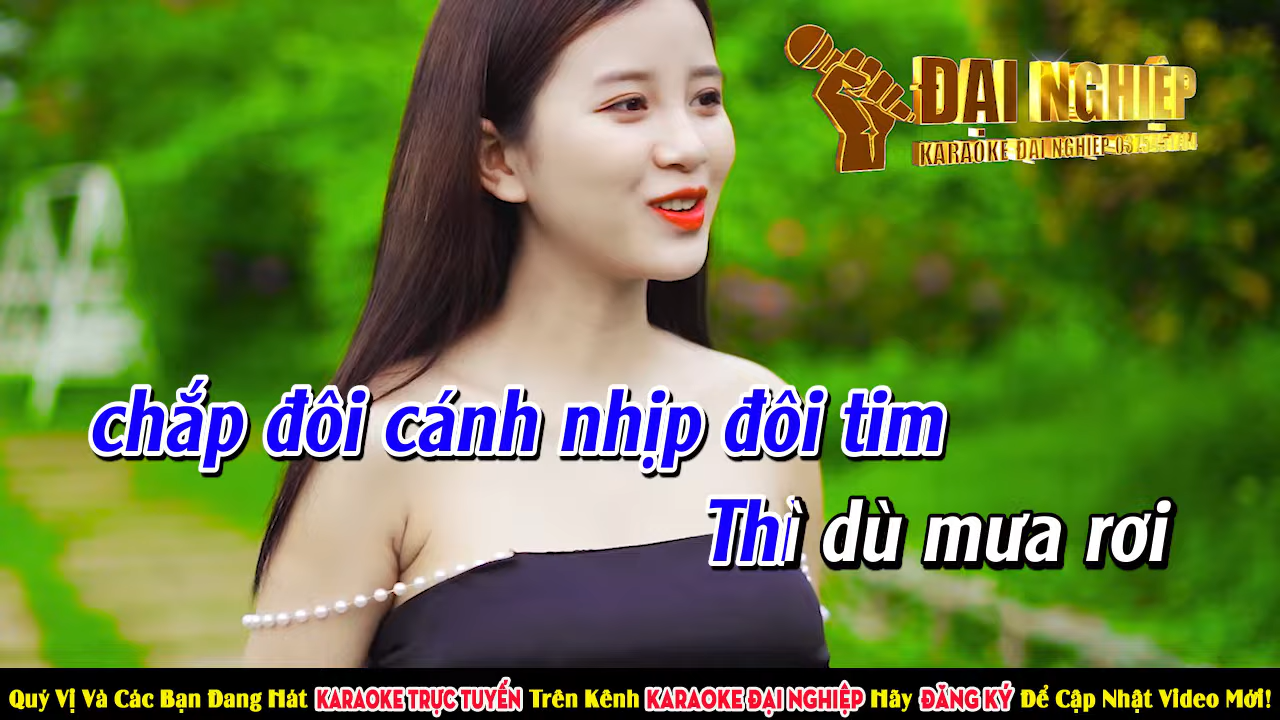 ĐẠI NGHIỆP
KARAOKE ĐẠI NGHIỆP
chắp đôi cánh nhịp đôi tim
Thì dù mưa rơi
Quý Vị Và Các Bạn Đang Hát KARAOKE TRỰC TUYẾN Trên Kênh KARAOKE ĐẠI NGHIỆP Hãy ĐĂNG KÝ Để Cập Nhật Video Mới!